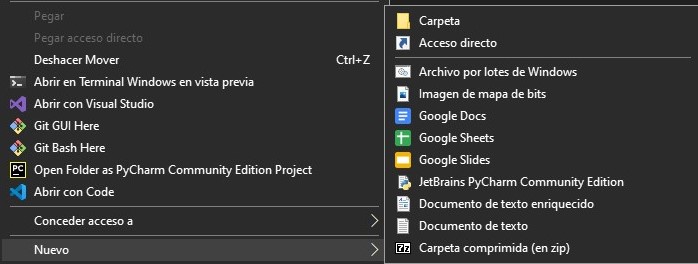 Pegar
Pegar acceso directo
Deshacer Mover Ctrl+Z
Abrir en Terminal Windows en vista previa
Abrir con Visual Studio
Git GUI Here
Git Bash Here
PC Open Folder as PyCharm Community Edition Project
Abrir con Code
Conceder acceso a
Nuevo
Carpeta
Acceso directo
Archivo por lotes de Windows
Imagen de mapa de bits
Google Docs
Google Sheets
Google Slides
JetBrains PyCharm Community Edition
Documento de texto enriquecido
Documento de texto
7z Carpeta comprimida (en zip)